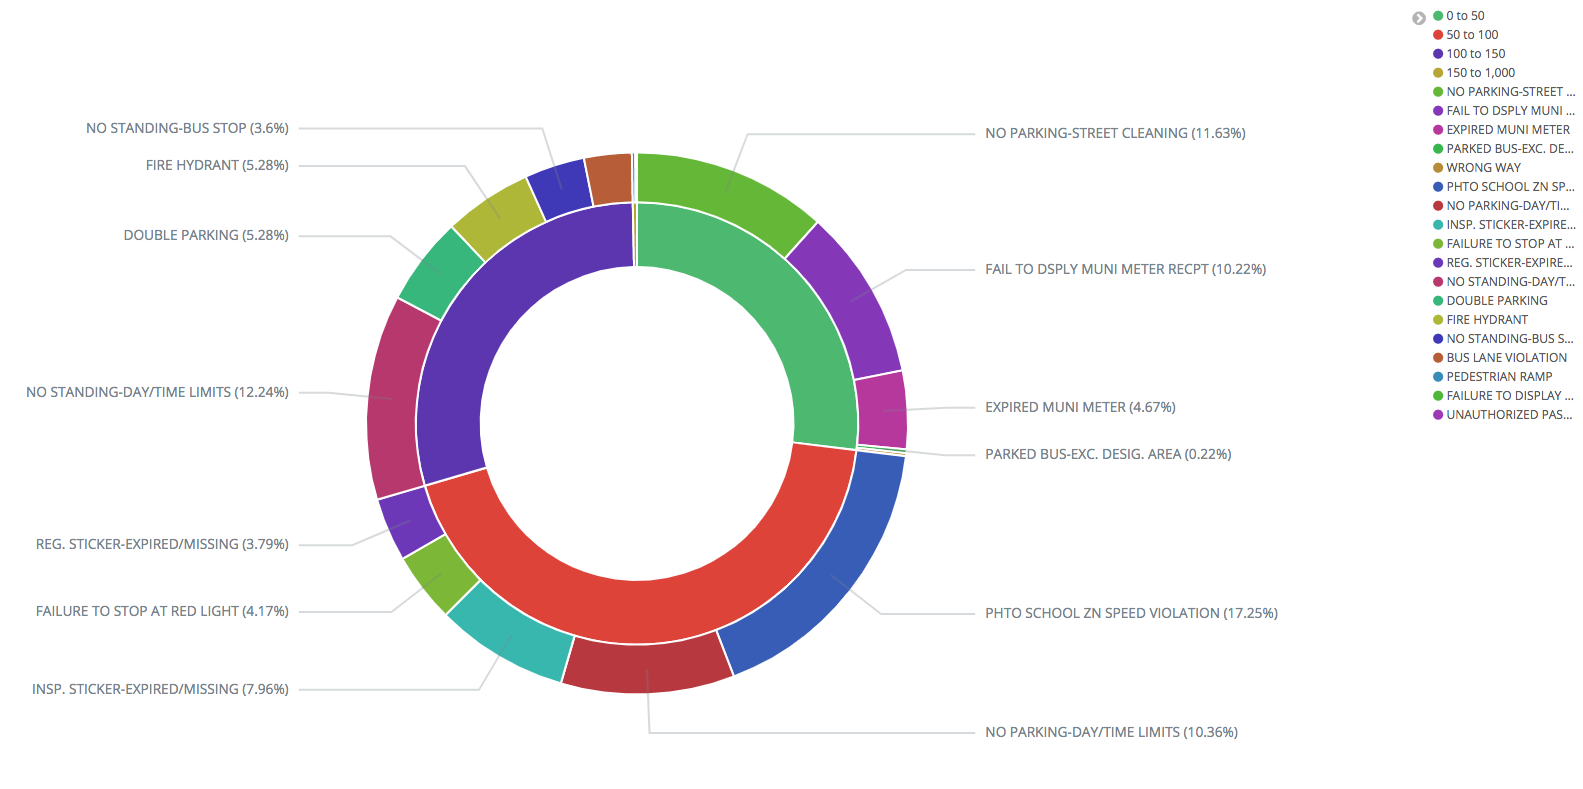 NO STANDING-BUS STOP (3.6%)
FIRE HYDRANT (5.28%)
DOUBLE PARKING (5.28%)
NO STANDING-DAY/TIME LIMITS (12.24%)
REG. STICKER-EXPIRED/MISSING (3.79%)
FAILURE TO STOP AT RED LIGHT (4.17%)
INSP. STICKER-EXPIRED/MISSING (7.96%)
NO PARKING-STREET CLEANING (11.63%)
FAIL TO DSPLY MUNI METER RECPT (10.22%)
EXPIRED MUNI METER (4.67%)
PARKED BUS-EXC. DESIG. AREA (0.22%)
PHTO SCHOOL ZN SPEED VIOLATION (17.25%)
NO PARKING-DAY/TIME LIMITS (10.36%)
0 to 50
50 to 100
100 to 150
150 to 1,000
NO PARKING-STREET ...
FAIL TO DSPLY MUNI ...
EXPIRED MUNI METER
PARKED BUS-EXC. DE...
WRONG WAY
PHTO SCHOOL ZN SP...
NO PARKING-DAY/TI...
INSP. STICKER-EXPIRE...
FAILURE TO STOP AT ...
REG. STICKER-EXPIRE...
NO STANDING-DAY/T...
DOUBLE PARKING
FIRE HYDRANT
NO STANDING-BUS S...
BUS LANE VIOLATION
PEDESTRIAN RAMP
FAILURE TO DISPLAY ...
UNAUTHORIZED PAS...